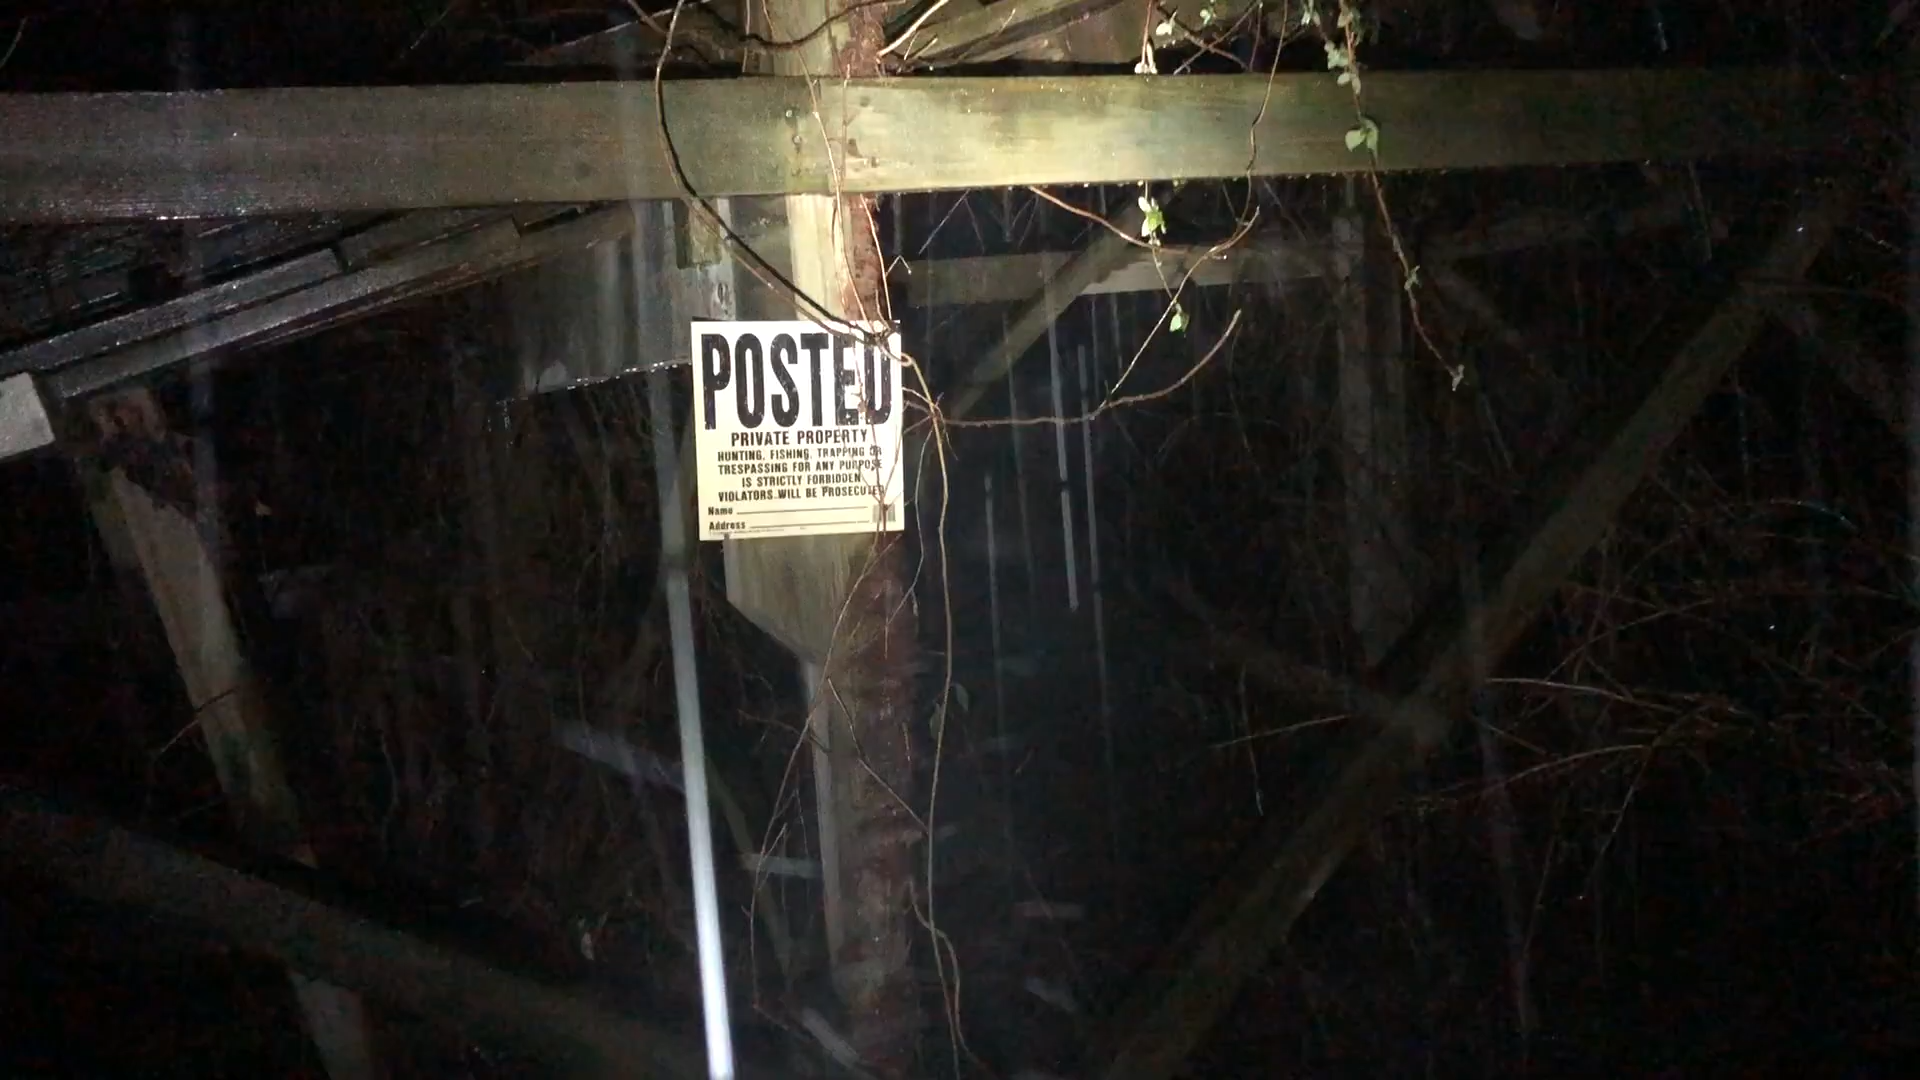 POSTED
PRIVATE PROPERTY
HUNTING, FISHING, TRAPPING OR
TRESPASSING FOR ANY PURPOSE
IS STRICTLY FORBIDDEN
VIOLATORS WILL BE PROSECUTED
Name
Address